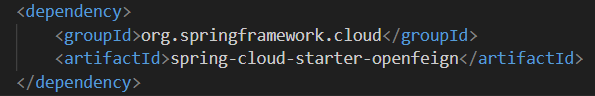 <dependency>
    <groupId>org.springframework.cloud</groupId>
    <artifactId>spring-cloud-starter-openfeign</artifactId>
</dependency>